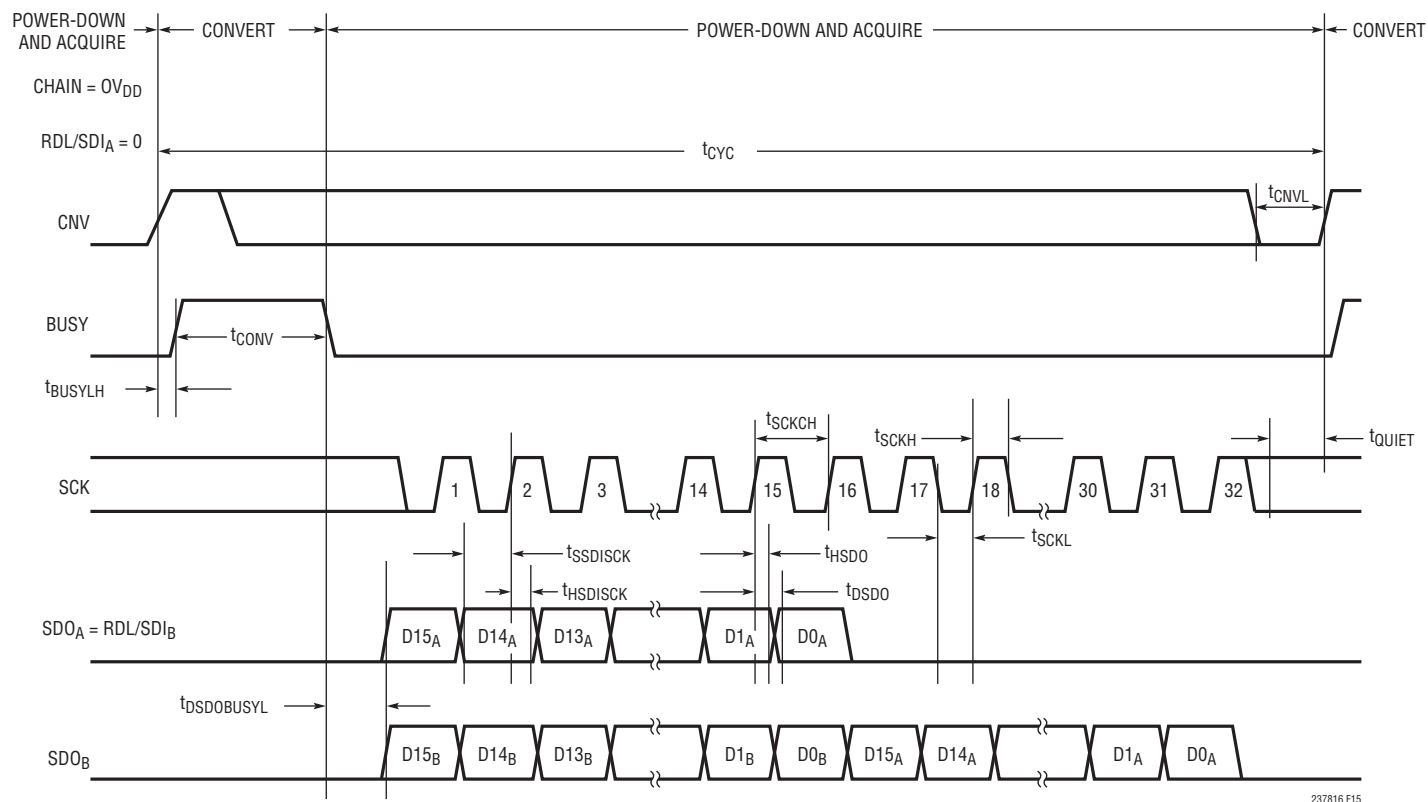 POWER-DOWN AND ACQUIRE
CONVERT
POWER-DOWN AND ACQUIRE
CONVERT
CHAIN = OVDD
RDL/SDIA = 0
tCYC
CNV
tCNVL
BUSY
tCONV
tBUSYLH
tSCKCH
tSCKH
tQUIET
SCK
1
2
3
14
15
16
17
18
30
31
32
tSSDISCK
tHSDO
tSCKL
tHSDISCK
tDSDO
SDOA = RDL/SDIB
D15A
D14A
D13A
D1A
D0A
tDSDOBUSYL
SDOB
D15B
D14B
D13B
D1B
D0B
D15A
D14A
D1A
D0A
237816 F15